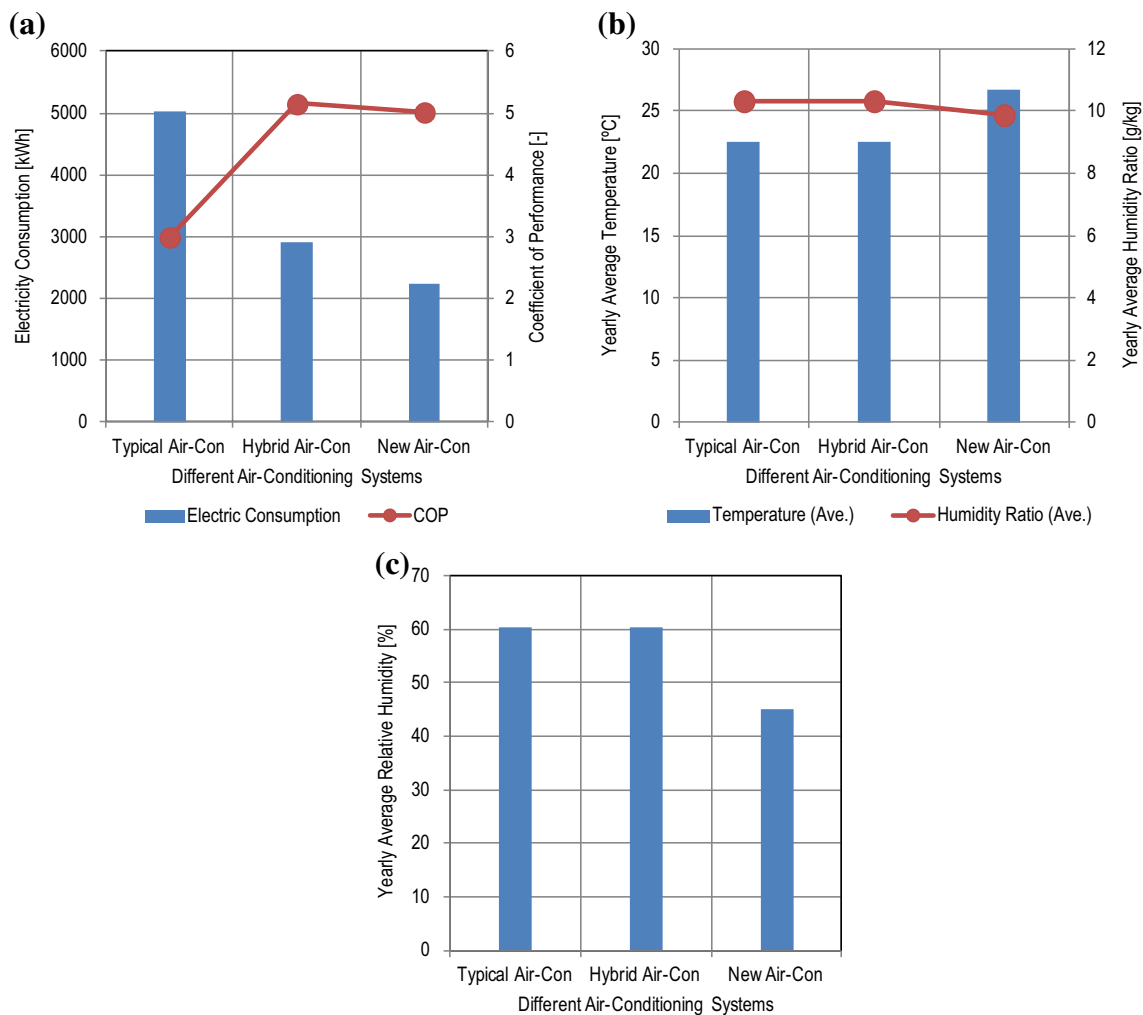 (a)
6000
5000
4000
3000
2000
1000
0
Electricity Consumption [kWh]
6
5
4
3
2
1
0
Coefficient of Performance [-]
Typical Air-Con Hybrid Air-Con New Air-Con
Different Air-Conditioning Systems
Electric Consumption COP
(b)
30
25
20
15
10
5
0
Yearly Average Temperature [ºC]
12
10
8
6
4
2
0
Yearly Average Humidity Ratio [g/kg]
Typical Air-Con Hybrid Air-Con New Air-Con
Different Air-Conditioning Systems
Temperature (Ave.) Humidity Ratio (Ave.)
(c)
70
60
50
40
30
20
10
0
Yearly Average Relative Humidity [%]
Typical Air-Con Hybrid Air-Con New Air-Con
Different Air-Conditioning Systems